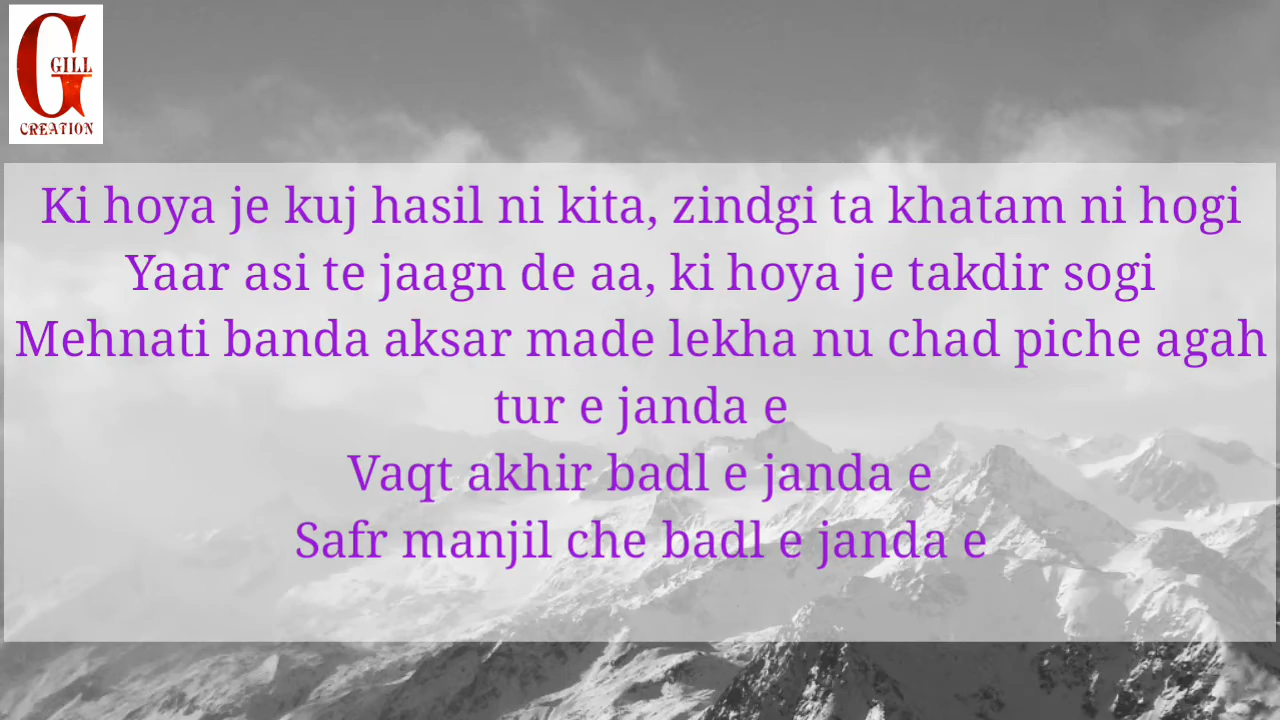 GILL
CREATION
Ki hoya je kuj hasil ni kita, zindgi ta khatam ni hogi
Yaar asi te jaagn de aa, ki hoya je takdir sogi
Mehnati banda aksar made lekha nu chad piche agah
tur e janda e
Vaqt akhir badl e janda e
Safr manjil che badl e janda e